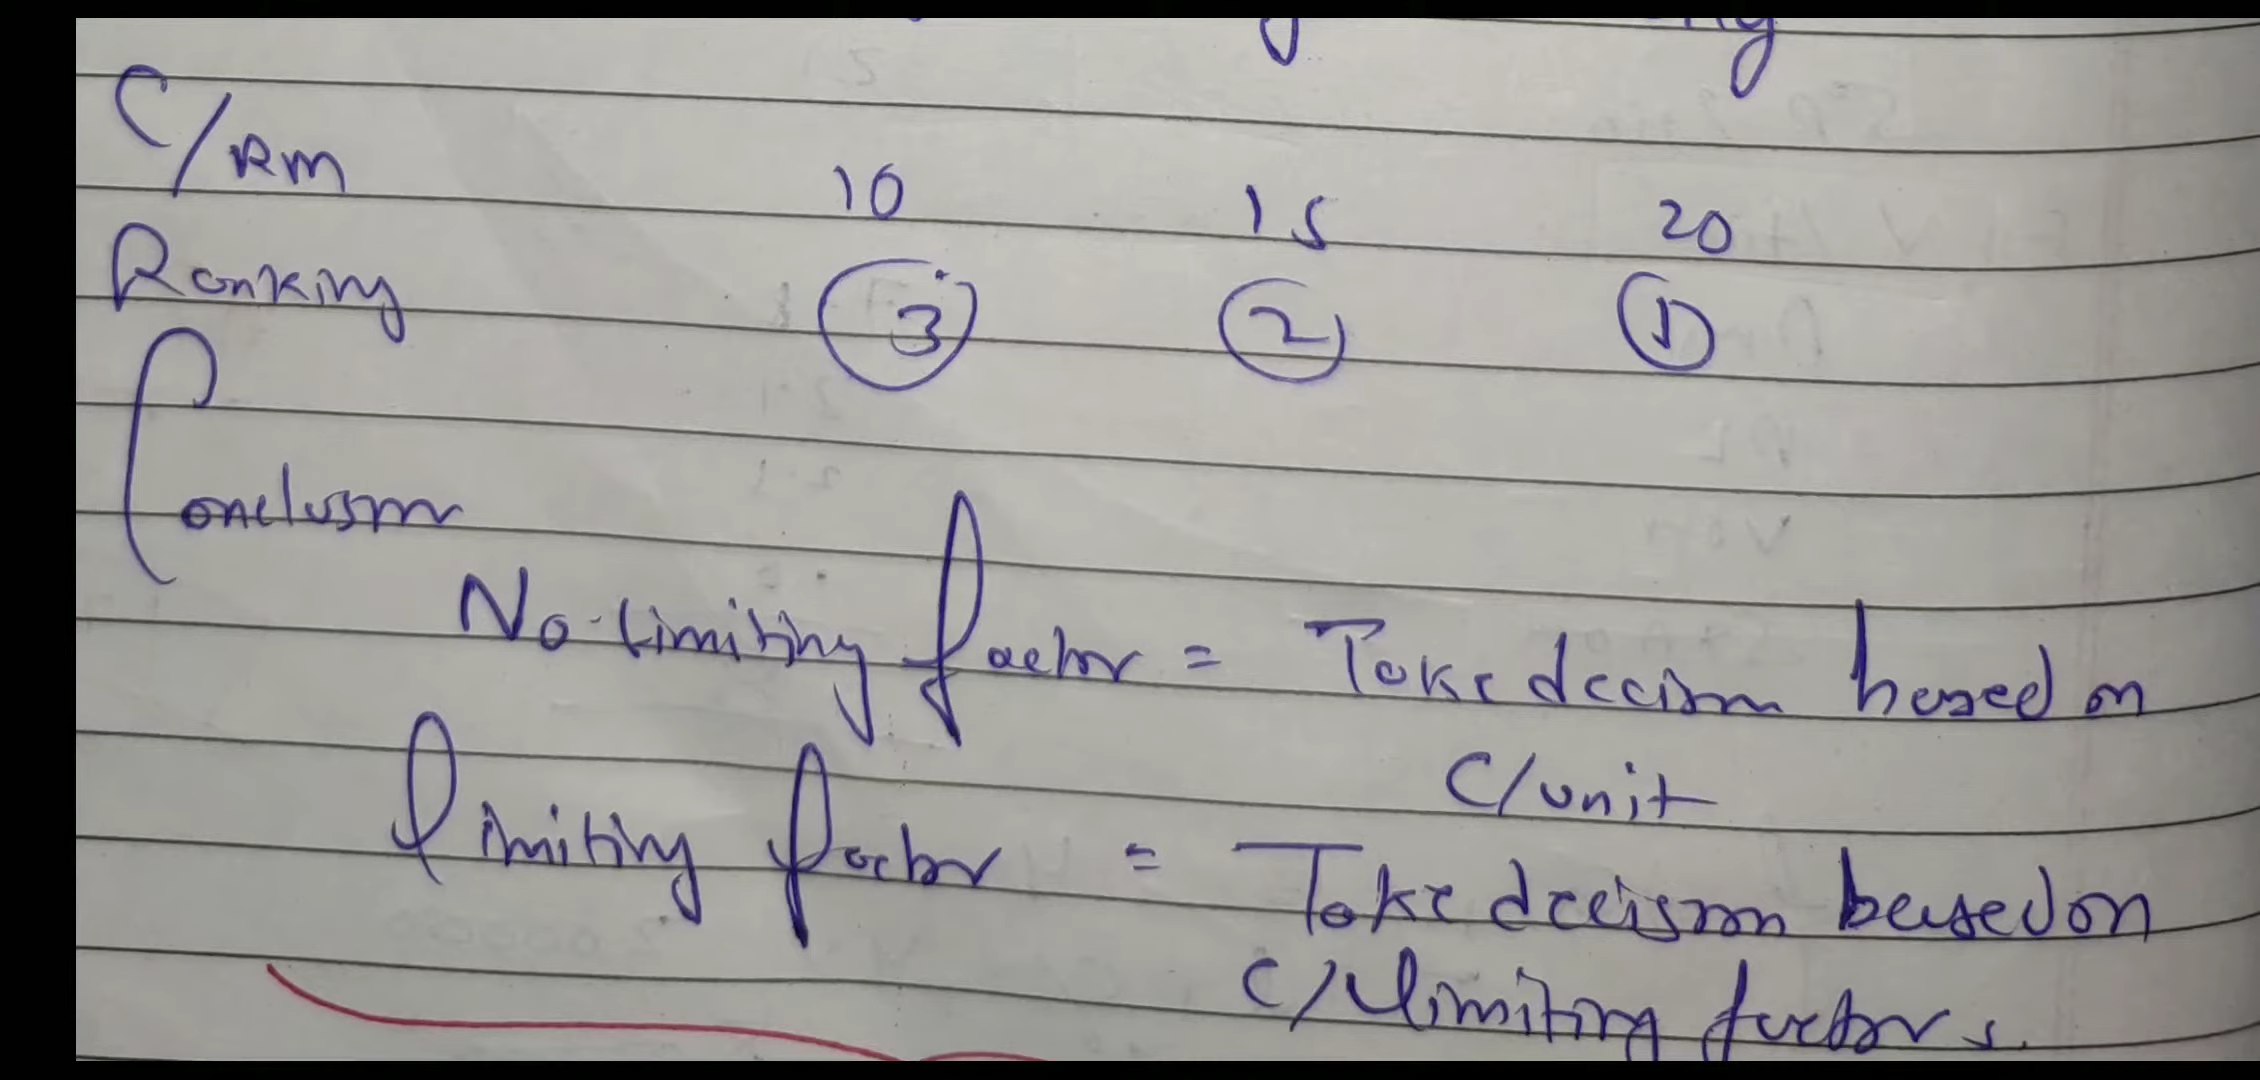 C/RM 10 15 20
Ranking 3 2 1
Conclusion
No limiting factor = Take decision based on
C/unit
limiting factor = Take decision based on
C/limiting factors.